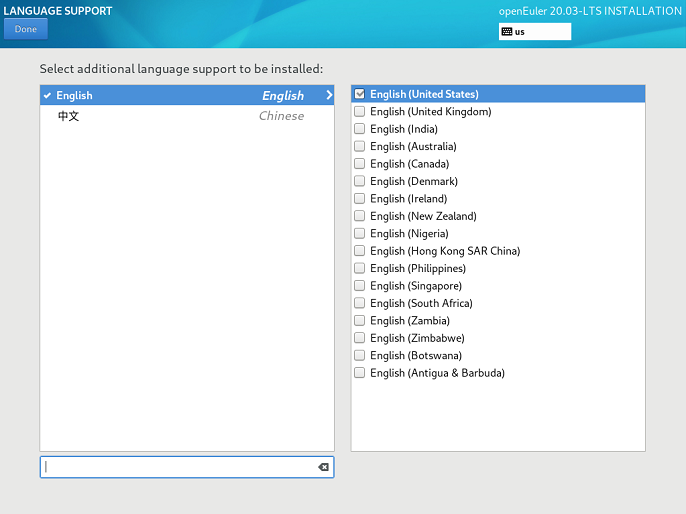 LANGUAGE SUPPORT
openEuler 20.03-LTS INSTALLATION
Done
us
Select additional language support to be installed:
English English
中文 Chinese
English (United States)
English (United Kingdom)
English (India)
English (Australia)
English (Canada)
English (Denmark)
English (Ireland)
English (New Zealand)
English (Nigeria)
English (Hong Kong SAR China)
English (Philippines)
English (Singapore)
English (South Africa)
English (Zambia)
English (Zimbabwe)
English (Botswana)
English (Antigua & Barbuda)